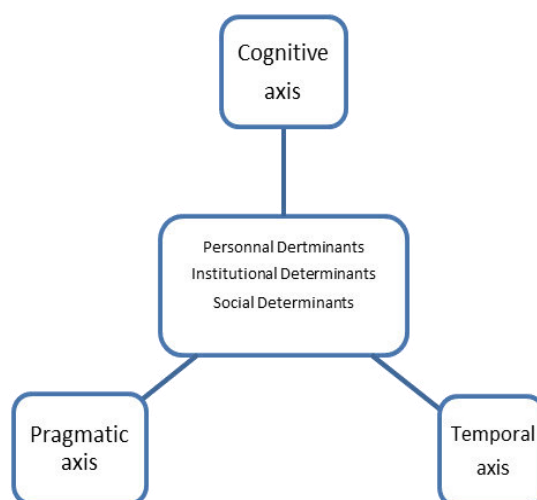 Cognitive
axis
Personnal Dertminants
Institutional Determinants
Social Determinants
Pragmatic
axis
Temporal
axis